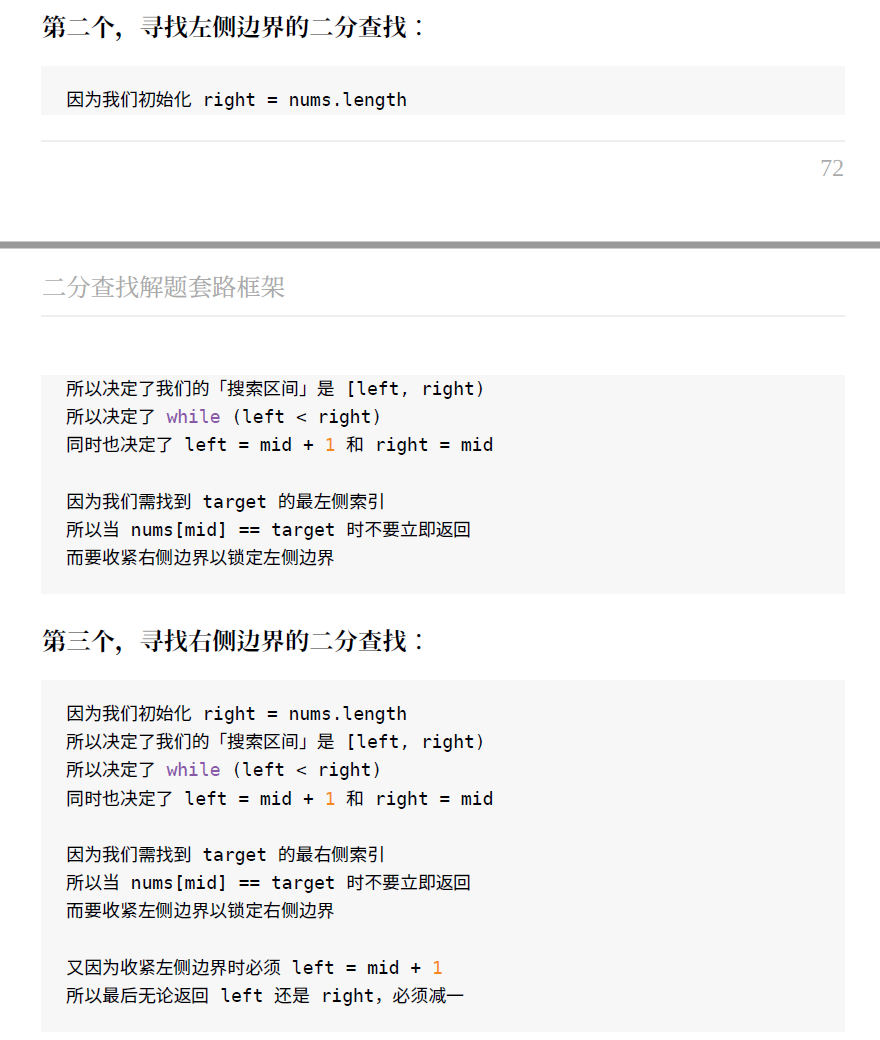 第二个，寻找左侧边界的二分查找：
因为我们初始化 right = nums.length
72
二分查找解题套路框架
所以决定了我们的「搜索区间」是 [left, right)
所以决定了 while (left < right)
同时也决定了 left = mid + 1 和 right = mid
因为我们需找到 target 的最左侧索引
所以当 nums[mid] == target 时不要立即返回
而要收紧右侧边界以锁定左侧边界
第三个，寻找右侧边界的二分查找：
因为我们初始化 right = nums.length
所以决定了我们的「搜索区间」是 [left, right)
所以决定了 while (left < right)
同时也决定了 left = mid + 1 和 right = mid
因为我们需找到 target 的最右侧索引
所以当 nums[mid] == target 时不要立即返回
而要收紧左侧边界以锁定右侧边界
又因为收紧左侧边界时必须 left = mid + 1
所以最后无论返回 left 还是 right，必须减一